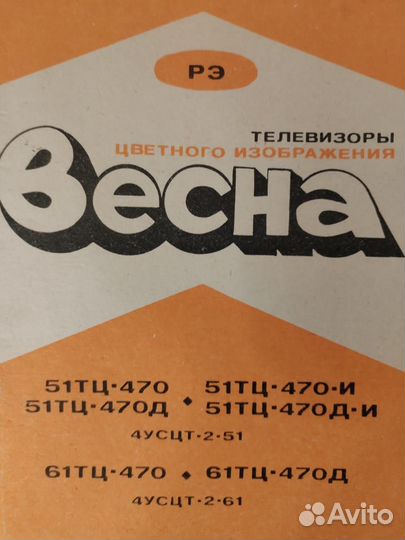 РЭ
ТЕЛЕВИЗОРЫ
ЦВЕТНОГО ИЗОБРАЖЕНИЯ
Весна
51ТЦ-470 51ТЦ-470-И
51ТЦ-470Д • 51ТЦ-470Д-И
4УСЦТ-2-51
61ТЦ-470 • 61ТЦ-470Д
4УСЦТ-2-61
Avito